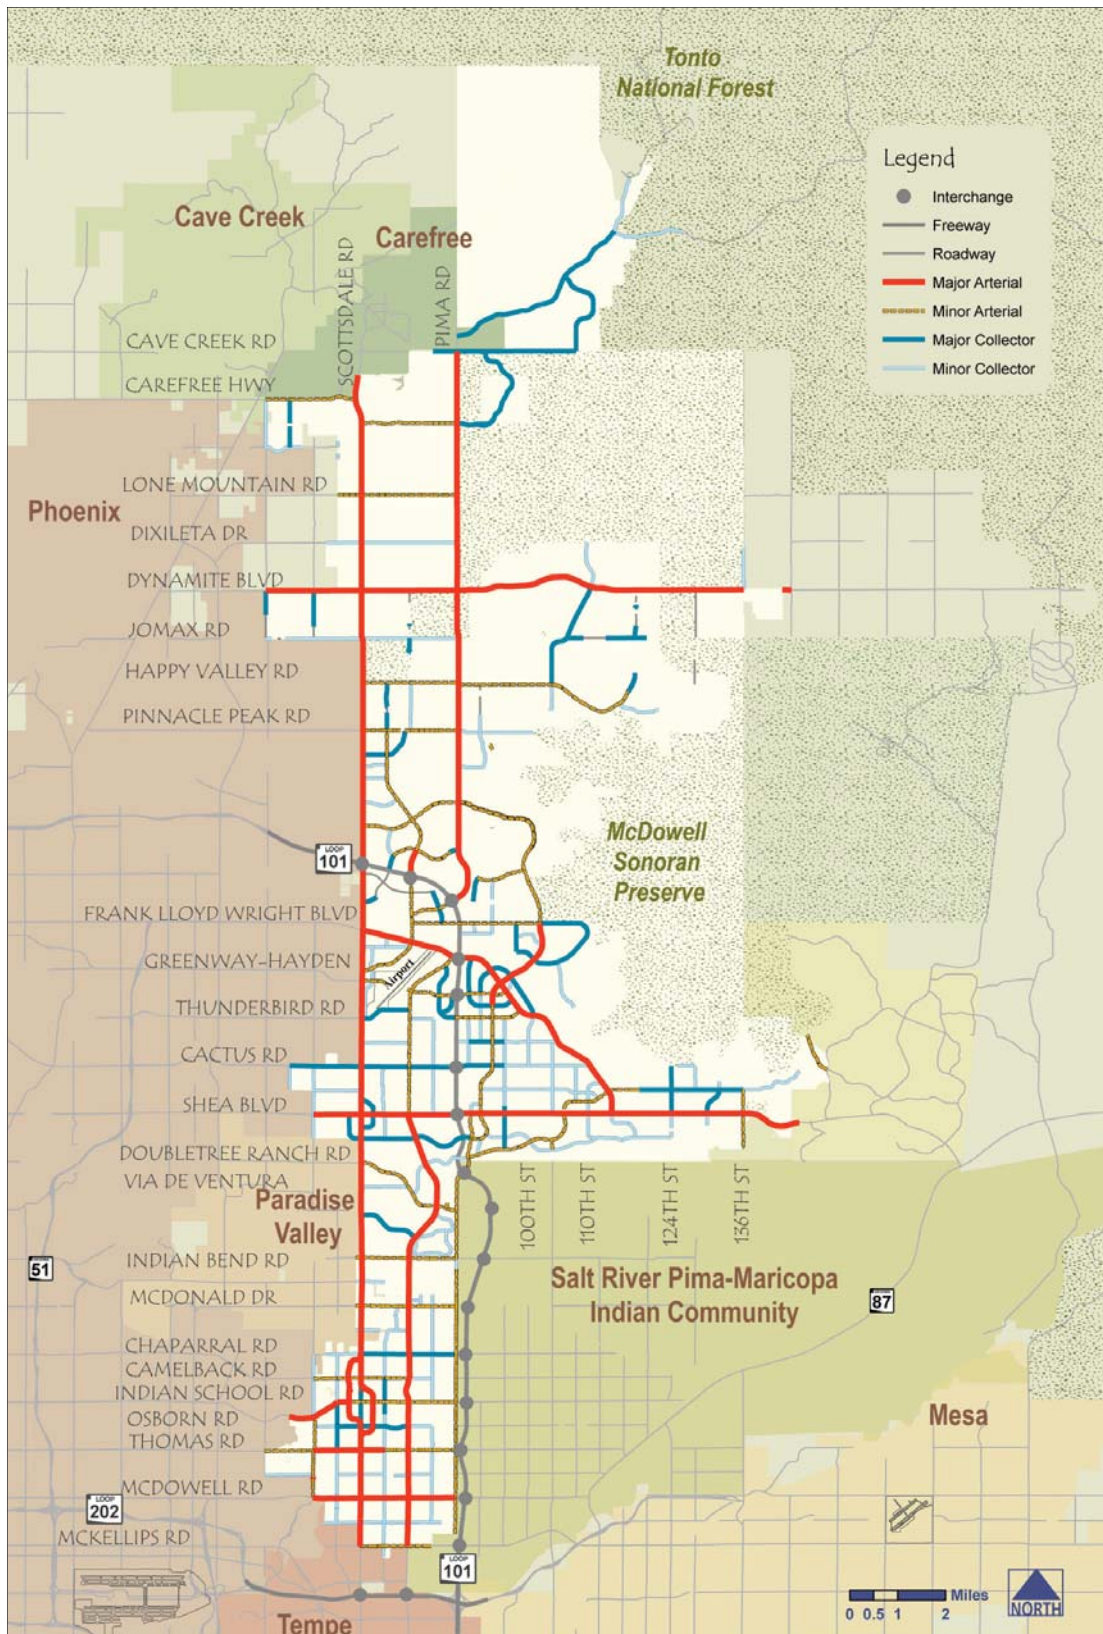 Tonto
National Forest
Legend
Interchange
Freeway
Roadway
Major Arterial
Minor Arterial
Major Collector
Minor Collector
Cave Creek
Carefree
SCOTTSDALE RD
PIMA RD
CAVE CREEK RD
CAREFREE HWY
LONE MOUNTAIN RD
Phoenix
DIXILETA DR
DYNAMITE BLVD
JOMAX RD
HAPPY VALLEY RD
PINNACLE PEAK RD
McDowell
Sonoran
Preserve
LOOP
101
FRANK LLOYD WRIGHT BLVD
GREENWAY-HAYDEN
Airport
THUNDERBIRD RD
CACTUS RD
SHEA BLVD
DOUBLETREE RANCH RD
VIA DE VENTURA
100TH ST
110TH ST
124TH ST
136TH ST
Paradise
Valley
INDIAN BEND RD
51
Salt River Pima-Maricopa
Indian Community
87
MCDONALD DR
CHAPARRAL RD
CAMELBACK RD
INDIAN SCHOOL RD
OSBORN RD
THOMAS RD
Mesa
MCDOWELL RD
LOOP
202
MCKELLIPS RD
LOOP
101
Tempe
Miles
0 0.5 1 2
NORTH